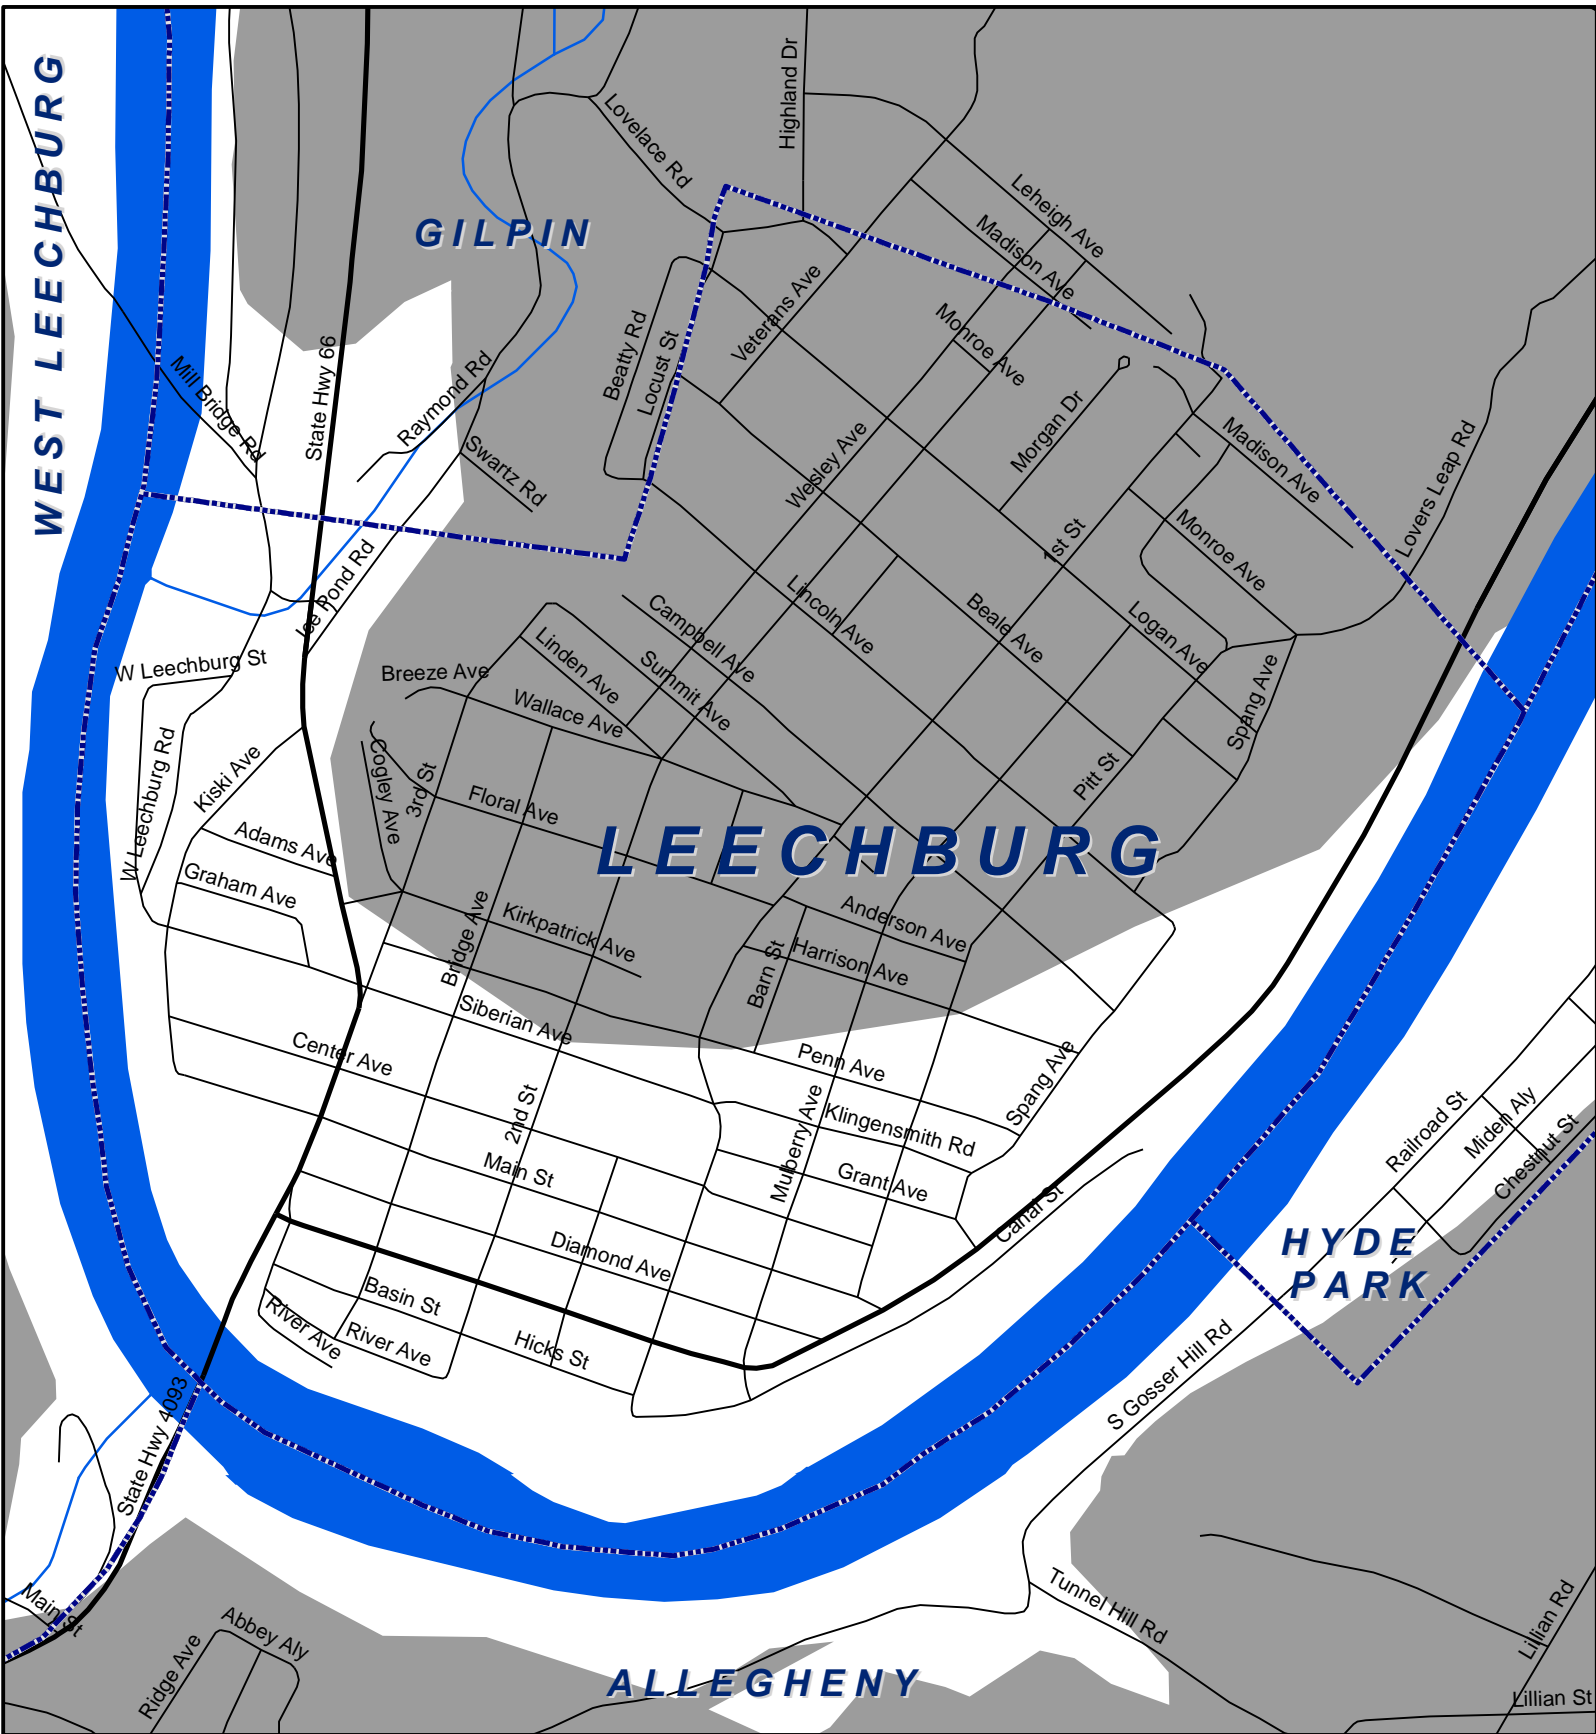 WEST LEECHBURG
GILPIN
LEECHBURG
HYDE
PARK
ALLEGHENY
Highland Dr
Lovelace Rd
Leheigh Ave
Madison Ave
Veterans Ave
Monroe Ave
Beatty Rd
Locust St
State Hwy 66
Mill Bridge Rd
Raymond Rd
Swartz Rd
Morgan Dr
Wesley Ave
Madison Ave
Lovers Leap Rd
Monroe Ave
1st St
Ice Pond Rd
Lincoln Ave
Beale Ave
Logan Ave
Campbell Ave
Linden Ave
Summit Ave
Spang Ave
W Leechburg St
Breeze Ave
Wallace Ave
W Leechburg Rd
Kiski Ave
Cogley Ave
3rd St
Floral Ave
Pitt St
Adams Ave
Graham Ave
Bridge Ave
Kirkpatrick Ave
Anderson Ave
Harrison Ave
Barn St
Siberian Ave
Center Ave
Penn Ave
Spang Ave
2nd St
Klingensmith Rd
Mulberry Ave
Main St
Grant Ave
Canal St
Railroad St
Miden Aly
Chestnut St
Diamond Ave
Basin St
River Ave
River Ave
Hicks St
S Gosser Hill Rd
State Hwy 4093
Main St
Abbey Aly
Ridge Ave
Tunnel Hill Rd
Lillian Rd
Lillian St